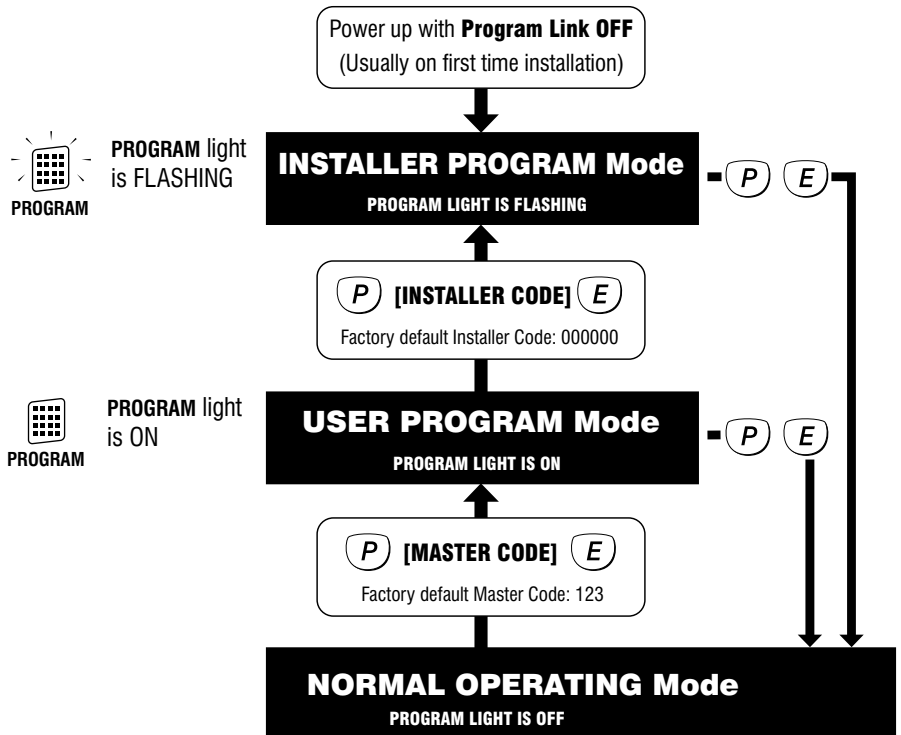 Power up with Program Link OFF
(Usually on first time installation)
PROGRAM light
is FLASHING
PROGRAM
INSTALLER PROGRAM Mode
PROGRAM LIGHT IS FLASHING
P E
P [INSTALLER CODE] E
Factory default Installer Code: 000000
PROGRAM light
is ON
PROGRAM
USER PROGRAM Mode
PROGRAM LIGHT IS ON
P E
P [MASTER CODE] E
Factory default Master Code: 123
NORMAL OPERATING Mode
PROGRAM LIGHT IS OFF